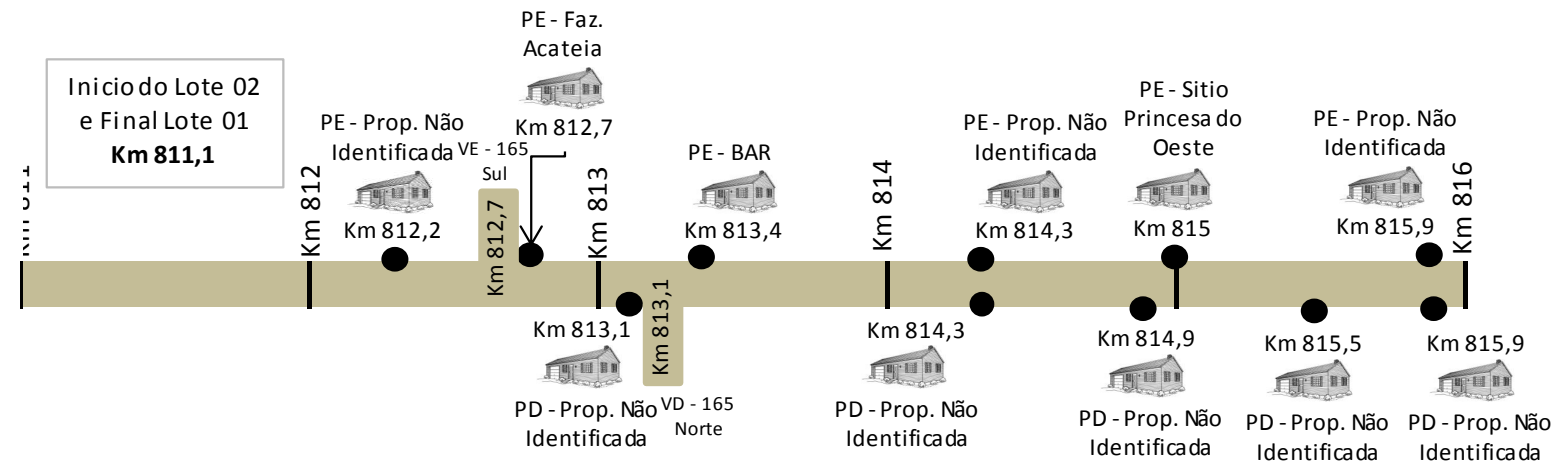 Inicio do Lote 02
e Final Lote 01
Km 811,1
Km 811
Km 812
PE - Prop. Não
Identificada
Km 812,2
VE - 165
Sul
Km 812,7
PE - Faz.
Acateia
Km 812,7
Km 813
PE - BAR
Km 813,4
Km 814
PE - Prop. Não
Identificada
Km 814,3
PE - Sitio
Princesa do
Oeste
Km 815
PE - Prop. Não
Identificada
Km 815,9
Km 816
Km 813,1
PD - Prop. Não
Identificada
Km 813,1
VD - 165
Norte
Km 814,3
PD - Prop. Não
Identificada
Km 814,9
PD - Prop. Não
Identificada
Km 815,5
PD - Prop. Não
Identificada
Km 815,9
PD - Prop. Não
Identificada